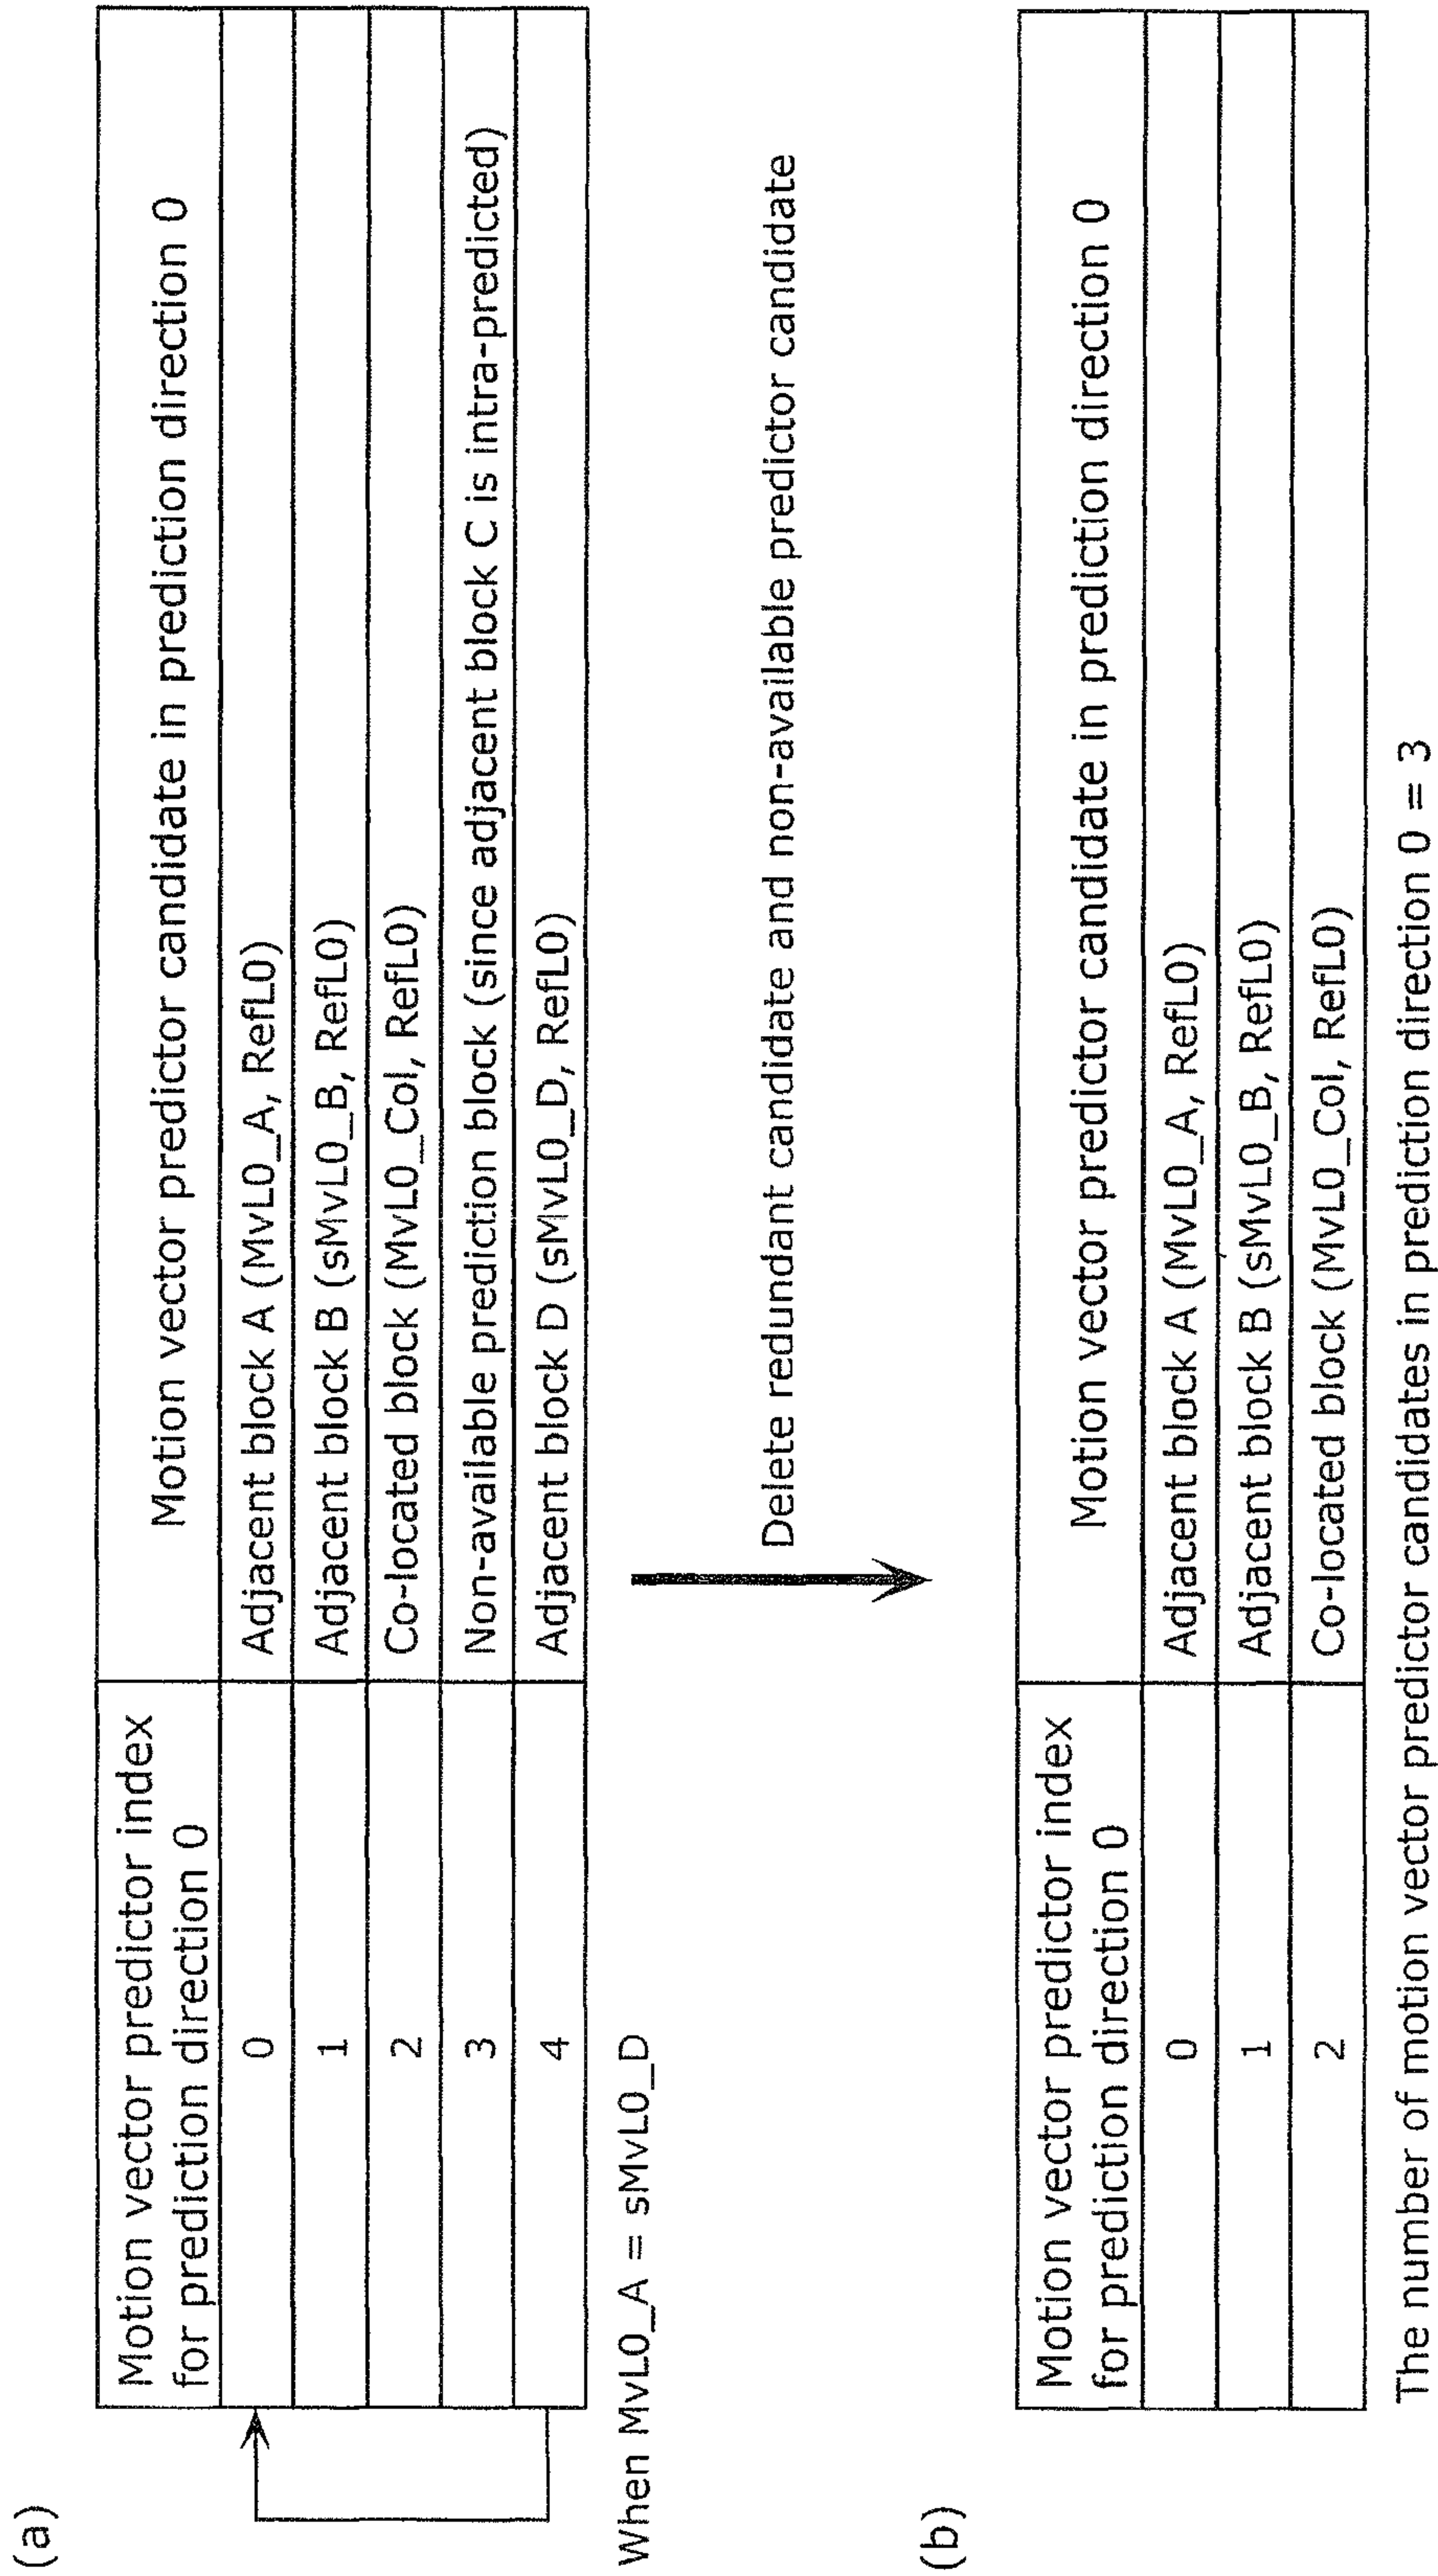 (a)
Motion vector predictor index for prediction direction 0 Motion vector predictor candidate in prediction direction 0
0 Adjacent block A (MvL0_A, RefL0)
1 Adjacent block B (sMvL0_B, RefL0)
2 Co-located block (MvL0_Col, RefL0)
3 Non-available prediction block (since adjacent block C is intra-predicted)
4 Adjacent block D (sMvL0_D, RefL0)
When MvL0_A = sMvL0_D
Delete redundant candidate and non-available predictor candidate
(b)
Motion vector predictor index for prediction direction 0 Motion vector predictor candidate in prediction direction 0
0 Adjacent block A (MvL0_A, RefL0)
1 Adjacent block B (sMvL0_B, RefL0)
2 Co-located block (MvL0_Col, RefL0)
The number of motion vector predictor candidates in prediction direction 0 = 3